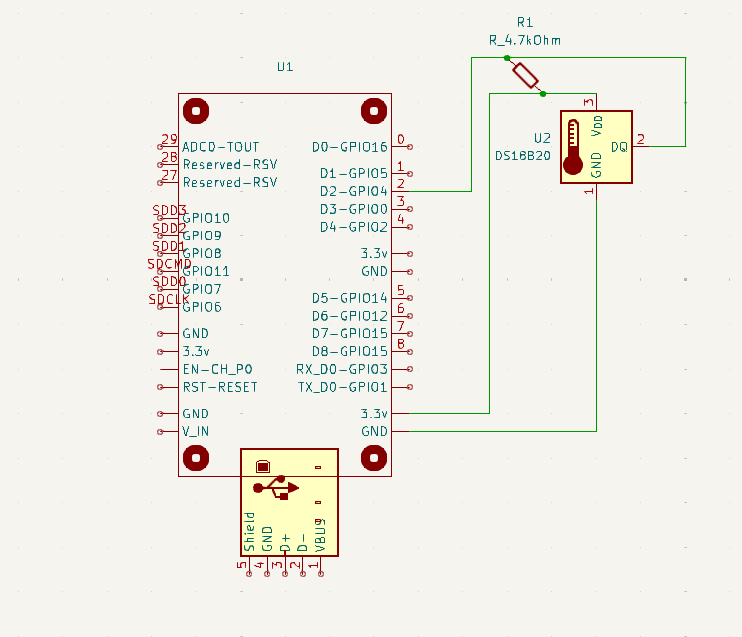 R1
R_4.7kOhm
U1
29 ADC0-TOUT
28 Reserved-RSV
27 Reserved-RSV
SDD3 GPIO10
SDD2 GPIO9
SDD1 GPIO8
SDCMD GPIO11
SDD0 GPIO7
SDCLK GPIO6
GND
3.3v
EN-CH_PD
RST-RESET
GND
V_IN
D0-GPIO16 0
D1-GPIO5 1
D2-GPIO4 2
D3-GPIO0 3
D4-GPIO2 4
3.3v
GND
D5-GPIO14 5
D6-GPIO12 6
D7-GPIO15 7
D8-GPIO15 8
RX_D0-GPIO3
TX_D0-GPIO1
3.3v
GND
U2
DS18B20
3
VDD
DQ 2
GND
1
Shield
GND
D+
D-
VBUS
5
4
3
2
1